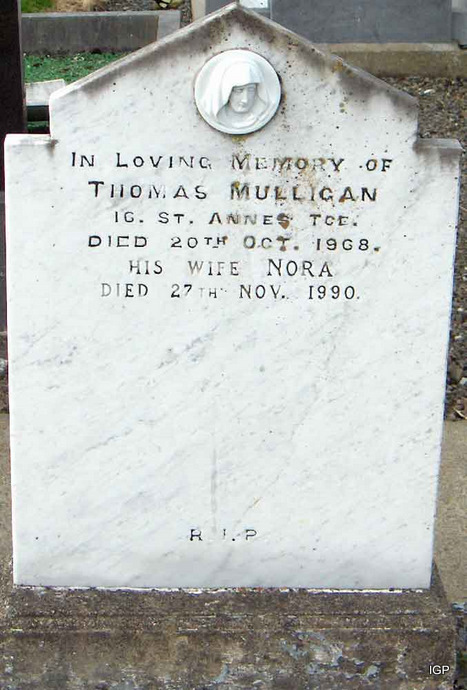 IN LOVING MEMORY OF
THOMAS MULLIGAN
16. ST. ANNES TCE.
DIED 20TH OCT. 1968.
HIS WIFE NORA
DIED 27TH NOV. 1990.
R.I.P
IGP